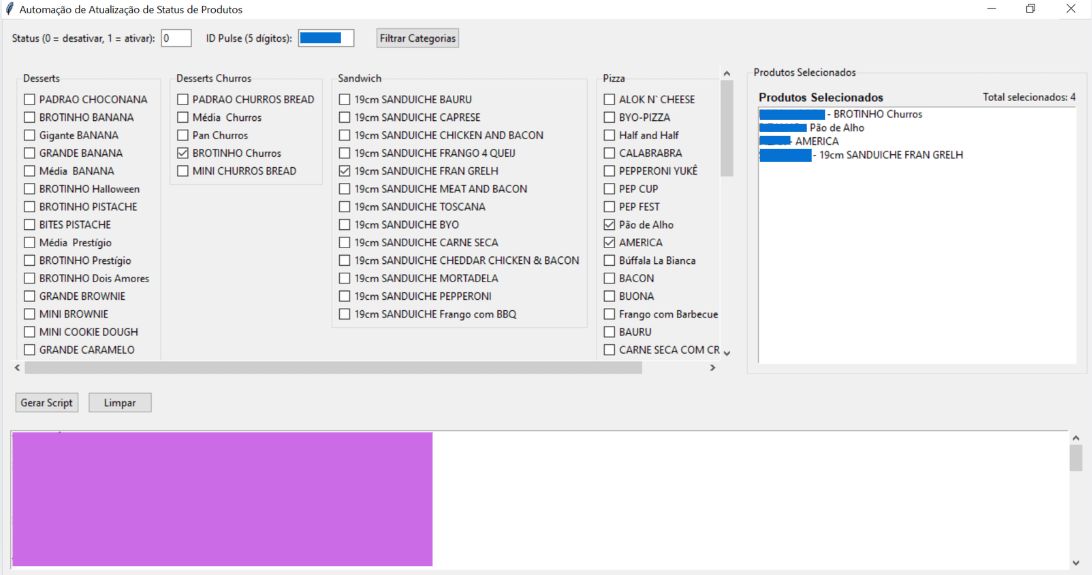 Automação de Atualização de Status de Produtos
Status (0 = desativar, 1 = ativar): 0 ID Pulse (5 dígitos): Filtrar Categorias
Desserts
PADRAO CHOCONANA
BROTINHO BANANA
Gigante BANANA
GRANDE BANANA
Média  BANANA
BROTINHO Halloween
BROTINHO PISTACHE
BITES PISTACHE
Média  Prestígio
BROTINHO Prestígio
BROTINHO Dois Amores
GRANDE BROWNIE
MINI BROWNIE
MINI COOKIE DOUGH
GRANDE CARAMELO
Desserts Churros
PADRAO CHURROS BREAD
Média  Churros
Pan Churros
BROTINHO Churros
MINI CHURROS BREAD
Sandwich
19cm SANDUICHE BAURU
19cm SANDUICHE CAPRESE
19cm SANDUICHE CHICKEN AND BACON
19cm SANDUICHE FRANGO 4 QUEIJ
19cm SANDUICHE FRAN GRELH
19cm SANDUICHE MEAT AND BACON
19cm SANDUICHE TOSCANA
19cm SANDUICHE BYO
19cm SANDUICHE CARNE SECA
19cm SANDUICHE CHEDDAR CHICKEN & BACON
19cm SANDUICHE MORTADELA
19cm SANDUICHE PEPPERONI
19cm SANDUICHE Frango com BBQ
Pizza
ALOK N` CHEESE
BYO-PIZZA
Half and Half
CALABRABRA
PEPPERONI YUKÊ
PEP CUP
PEP FEST
Pão de Alho
AMERICA
Búffala La Bianca
BACON
BUONA
Frango com Barbecue
BAURU
CARNE SECA COM CR
Produtos Selecionados
Produtos Selecionados Total selecionados: 4
- BROTINHO Churros
Pão de Alho
- AMERICA
- 19cm SANDUICHE FRAN GRELH
Gerar Script Limpar